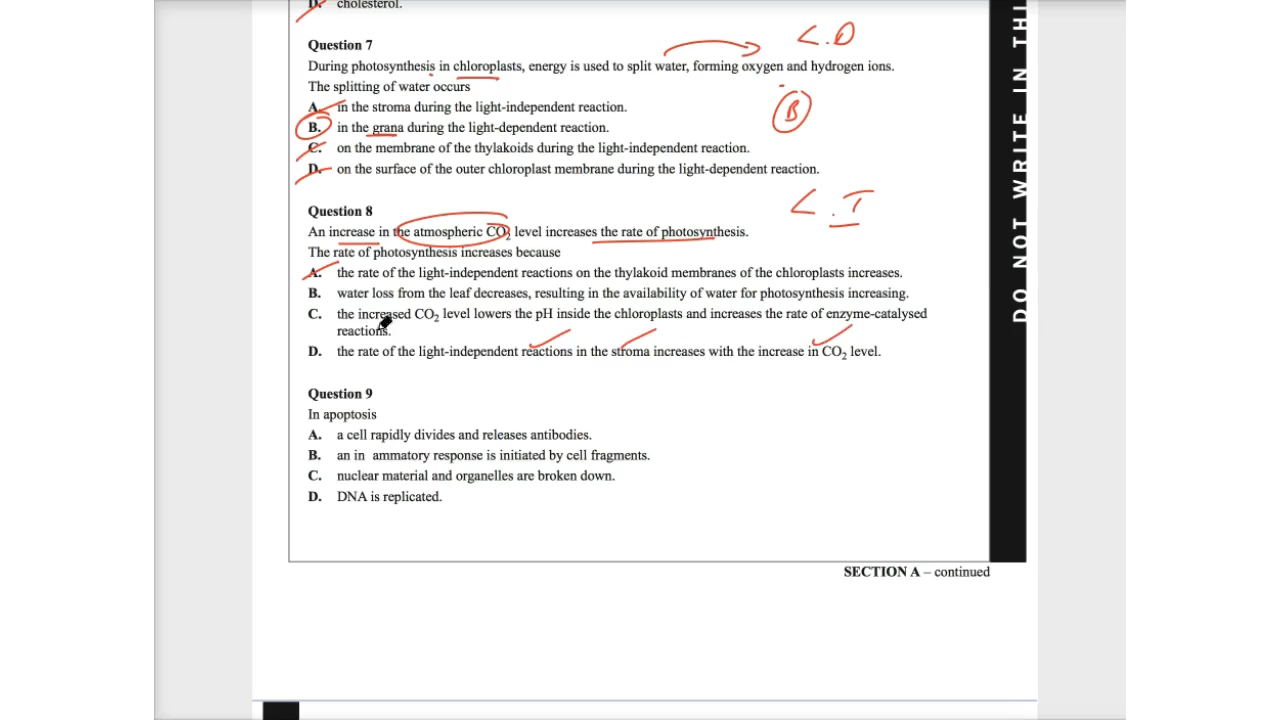 D. cholesterol.
Question 7
L.D
During photosynthesis in chloroplasts, energy is used to split water, forming oxygen and hydrogen ions.
The splitting of water occurs
A. in the stroma during the light-independent reaction.
B
B. in the grana during the light-dependent reaction.
C. on the membrane of the thylakoids during the light-independent reaction.
D. on the surface of the outer chloroplast membrane during the light-dependent reaction.
Question 8
L.I
An increase in the atmospheric CO2 level increases the rate of photosynthesis.
The rate of photosynthesis increases because
A. the rate of the light-independent reactions on the thylakoid membranes of the chloroplasts increases.
B. water loss from the leaf decreases, resulting in the availability of water for photosynthesis increasing.
C. the increased CO2 level lowers the pH inside the chloroplasts and increases the rate of enzyme-catalysed
reactions.
D. the rate of the light-independent reactions in the stroma increases with the increase in CO2 level.
Question 9
In apoptosis
A. a cell rapidly divides and releases antibodies.
B. an in ammatory response is initiated by cell fragments.
C. nuclear material and organelles are broken down.
D. DNA is replicated.
SECTION A – continued
DO NOT WRITE IN THI